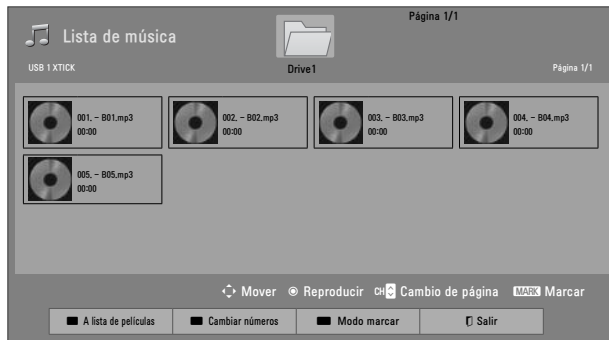 Página 1/1
Lista de música
USB 1 XTICK
Drive1
Página 1/1
001. - B01.mp3
00:00
002. - B02.mp3
00:00
003. - B03.mp3
00:00
004. - B04.mp3
00:00
005. - B05.mp3
00:00
Mover Reproducir CH Cambio de página MARK Marcar
A lista de películas Cambiar números Modo marcar Salir